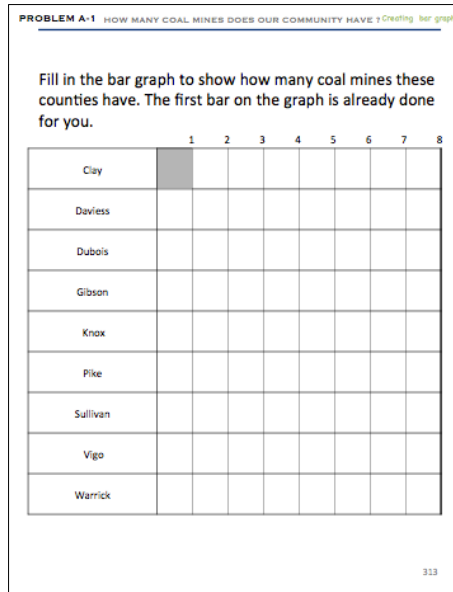 PROBLEM A-1 HOW MANY COAL MINES DOES OUR COMMUNITY HAVE ? Creating bar graph
Fill in the bar graph to show how many coal mines these
counties have. The first bar on the graph is already done
for you.
1 2 3 4 5 6 7 8
Clay
Daviess
Dubois
Gibson
Knox
Pike
Sullivan
Vigo
Warrick
313